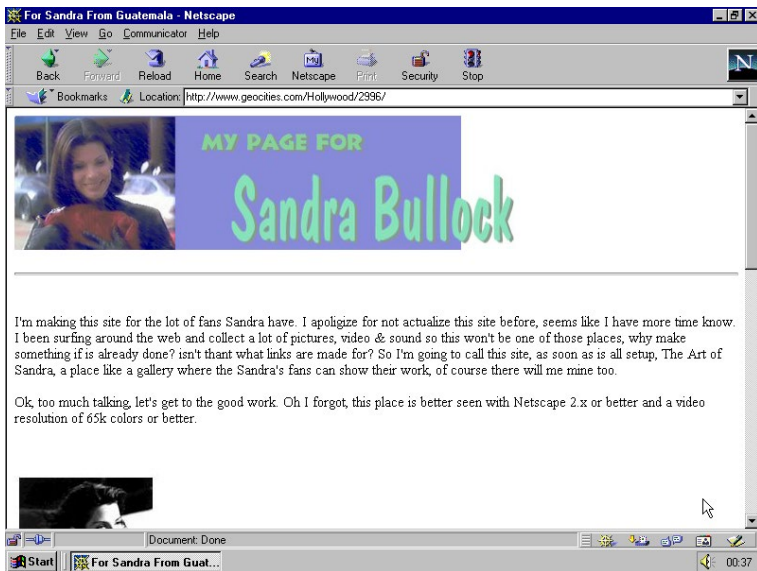 For Sandra From Guatemala - Netscape
File Edit View Go Communicator Help
Back Forward Reload Home Search Netscape Print Security Stop
My
N
Bookmarks Location: http://www.geocities.com/Hollywood/2996/
MY PAGE FOR
Sandra Bullock
I'm making this site for the lot of fans Sandra have. I apoligize for not actualize this site before, seems like I have more time know.
I been surfing around the web and collect a lot of pictures, video & sound so this won't be one of those places, why make
something if is already done? isn't thant what links are made for? So I'm going to call this site, as soon as is all setup, The Art of
Sandra, a place like a gallery where the Sandra's fans can show their work, of course there will me mine too.
Ok, too much talking, let's get to the good work. Oh I forgot, this place is better seen with Netscape 2.x or better and a video
resolution of 65k colors or better.
Document: Done
Start For Sandra From Guat... 00:37